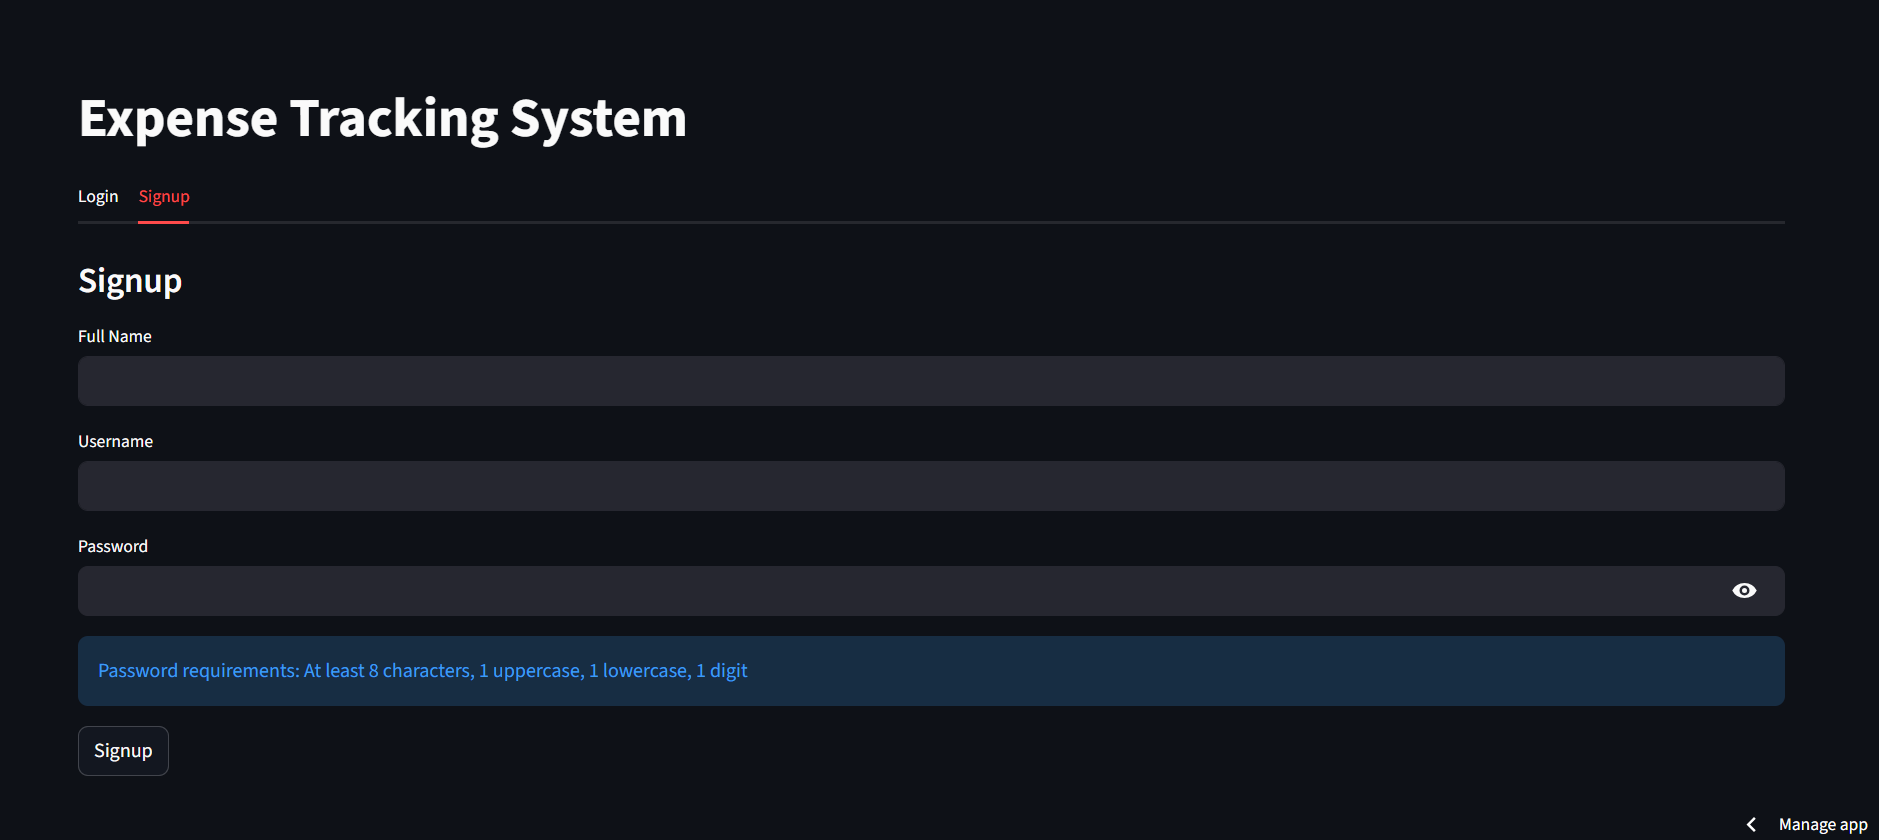 Expense Tracking System
Login Signup
Signup
Full Name
Username
Password
Password requirements: At least 8 characters, 1 uppercase, 1 lowercase, 1 digit
Signup
Manage app